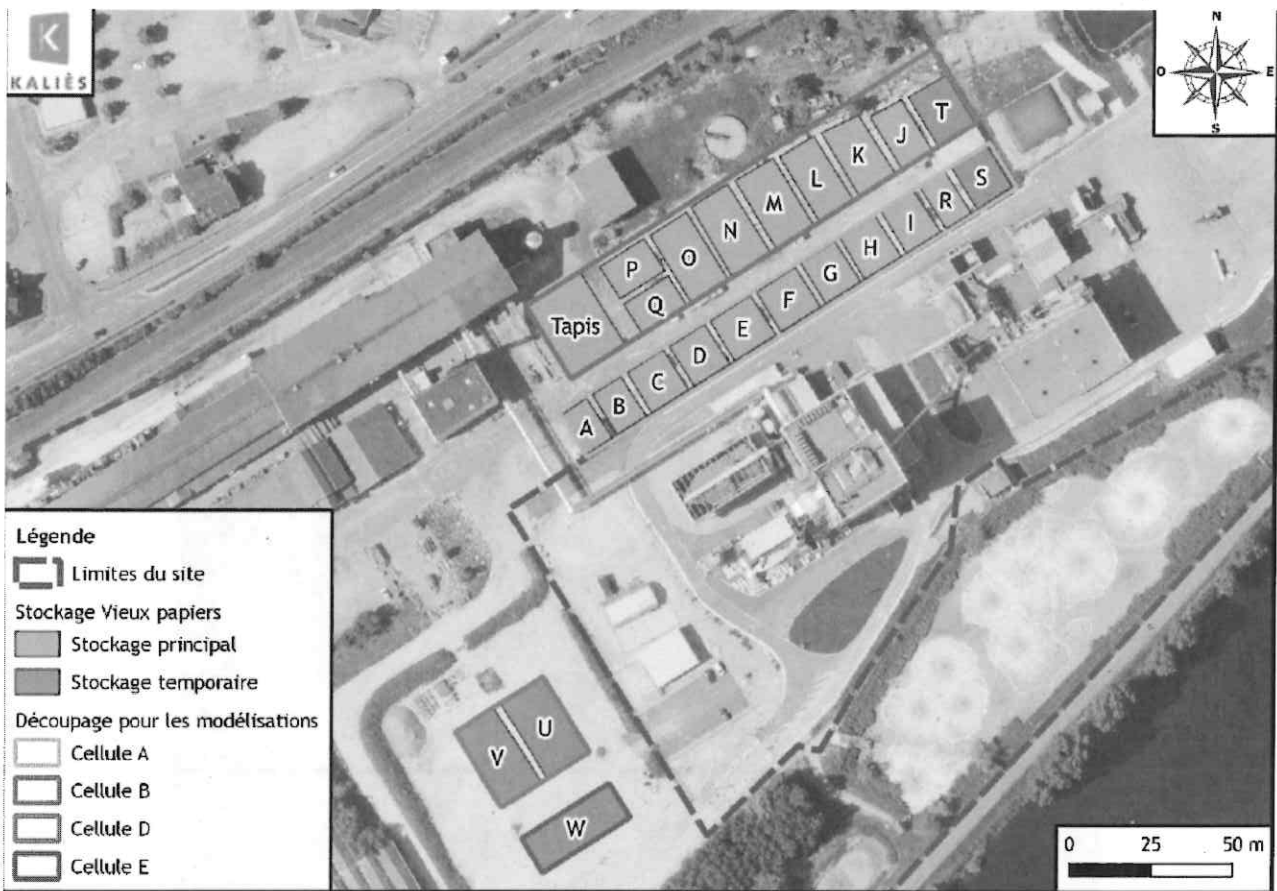 K
KALIÈS
N
O
E
S
T
J
K
L
M
N
O
P
Q
Tapis
S
R
I
H
G
F
E
D
C
B
A
U
V
W
Légende
Limites du site
Stockage Vieux papiers
Stockage principal
Stockage temporaire
Découpage pour les modélisations
Cellule A
Cellule B
Cellule D
Cellule E
0 25 50 m